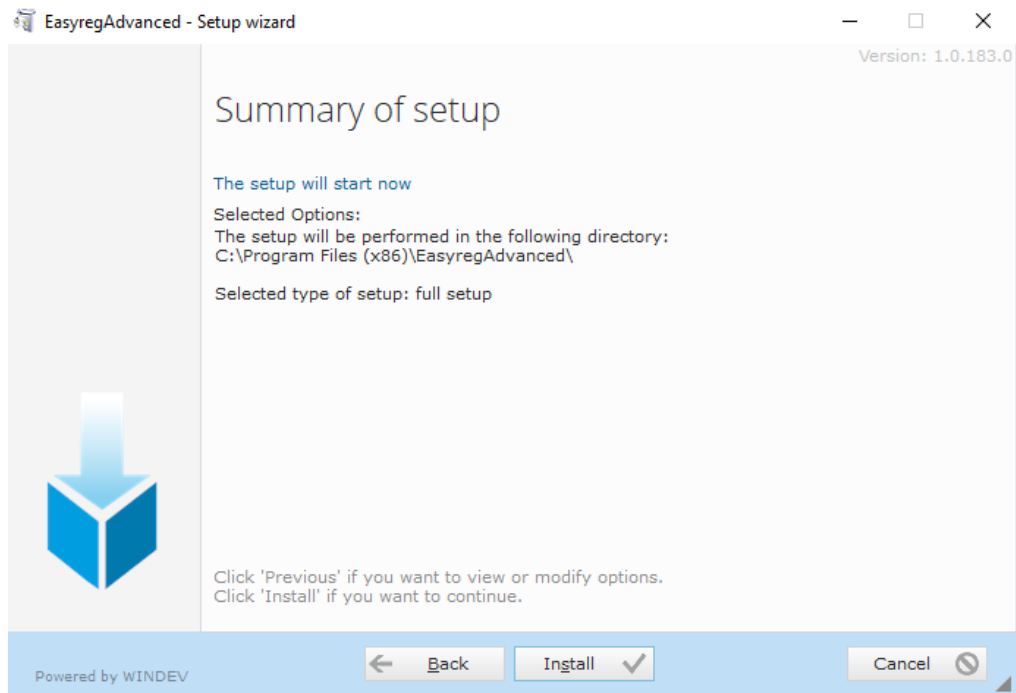 EasyregAdvanced - Setup wizard
Version: 1.0.183.0
Summary of setup
The setup will start now
Selected Options:
The setup will be performed in the following directory:
C:\Program Files (x86)\EasyregAdvanced\
Selected type of setup: full setup
Click 'Previous' if you want to view or modify options.
Click 'Install' if you want to continue.
Powered by WINDEV
Back
Install
Cancel